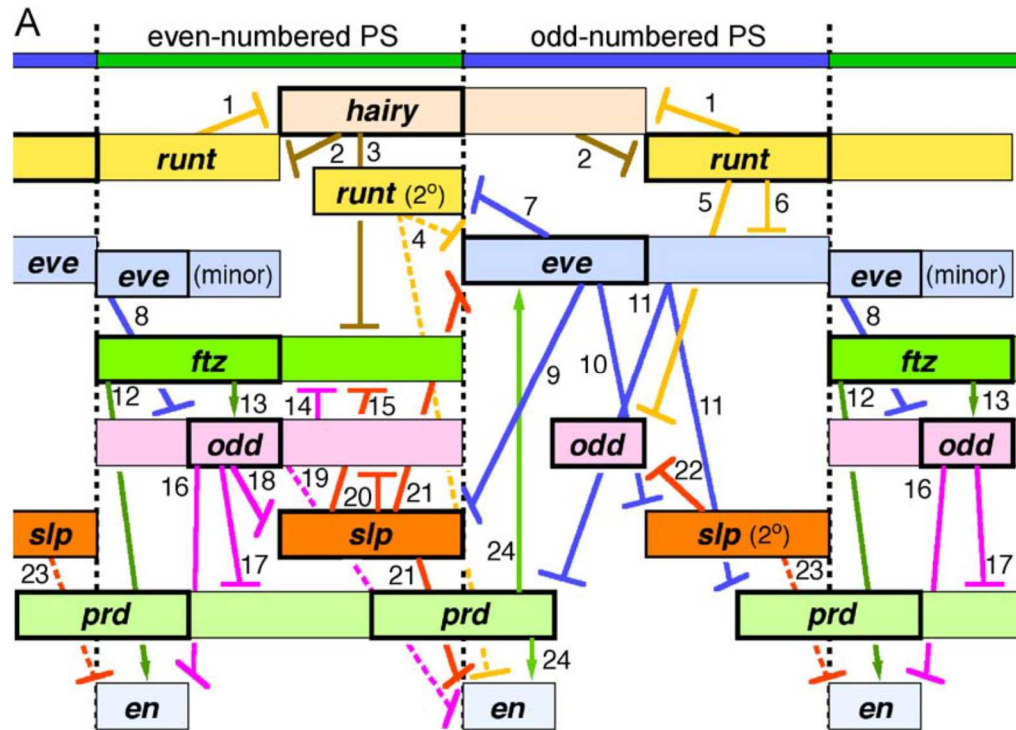 A
even-numbered PS odd-numbered PS
1 hairy 1
runt 2 3 2 runt
runt (2º) 5 6
4 7
eve eve (minor) eve 11 eve (minor)
8 8
ftz 9 10 ftz
12 13 14 15 11 12 13
odd odd odd
16 18 19 20 21 22 16
slp 17 slp 24 slp (2º) 17
23 21 23
prd prd prd
24
en en en